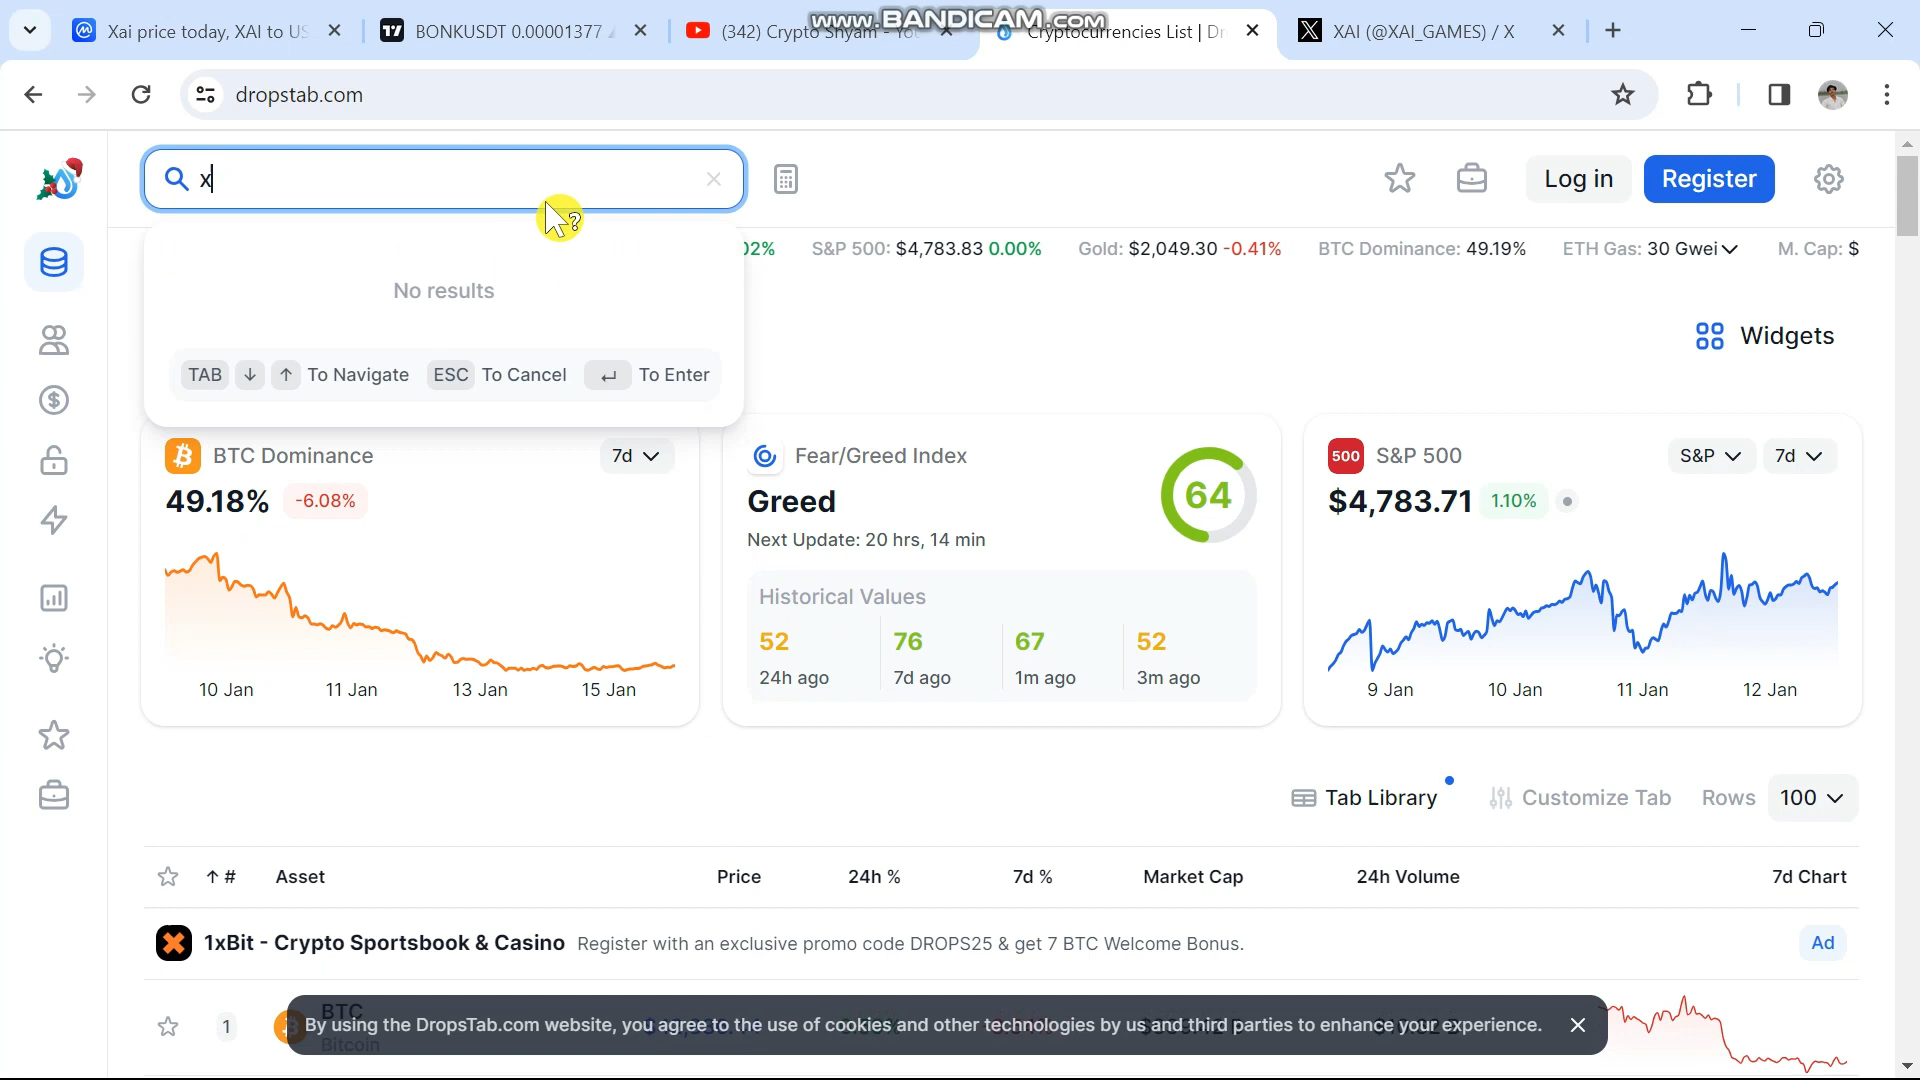 Xai price today, XAI to US
BONKUSDT 0.00001377
(342) Crypto Shyam - You
Cryptocurrencies List | Dr
XAI (@XAI_GAMES) / X
www.BANDICAM.com
dropstab.com
x
Log in
Register
02%
S&P 500: $4,783.83 0.00%
Gold: $2,049.30 -0.41%
BTC Dominance: 49.19%
ETH Gas: 30 Gwei
M. Cap: $
No results
TAB ↓ ↑ To Navigate ESC To Cancel ↵ To Enter
Widgets
BTC Dominance
7d
49.18% -6.08%
10 Jan 11 Jan 13 Jan 15 Jan
Fear/Greed Index
Greed
64
Next Update: 20 hrs, 14 min
Historical Values
52 76 67 52
24h ago 7d ago 1m ago 3m ago
500 S&P 500
S&P 7d
$4,783.71 1.10%
9 Jan 10 Jan 11 Jan 12 Jan
Tab Library Customize Tab Rows 100
↑ # Asset Price 24h % 7d % Market Cap 24h Volume 7d Chart
1xBit - Crypto Sportsbook & Casino Register with an exclusive promo code DROPS25 & get 7 BTC Welcome Bonus. Ad
1 BTC
Bitcoin
By using the DropsTab.com website, you agree to the use of cookies and other technologies by us and third parties to enhance your experience.